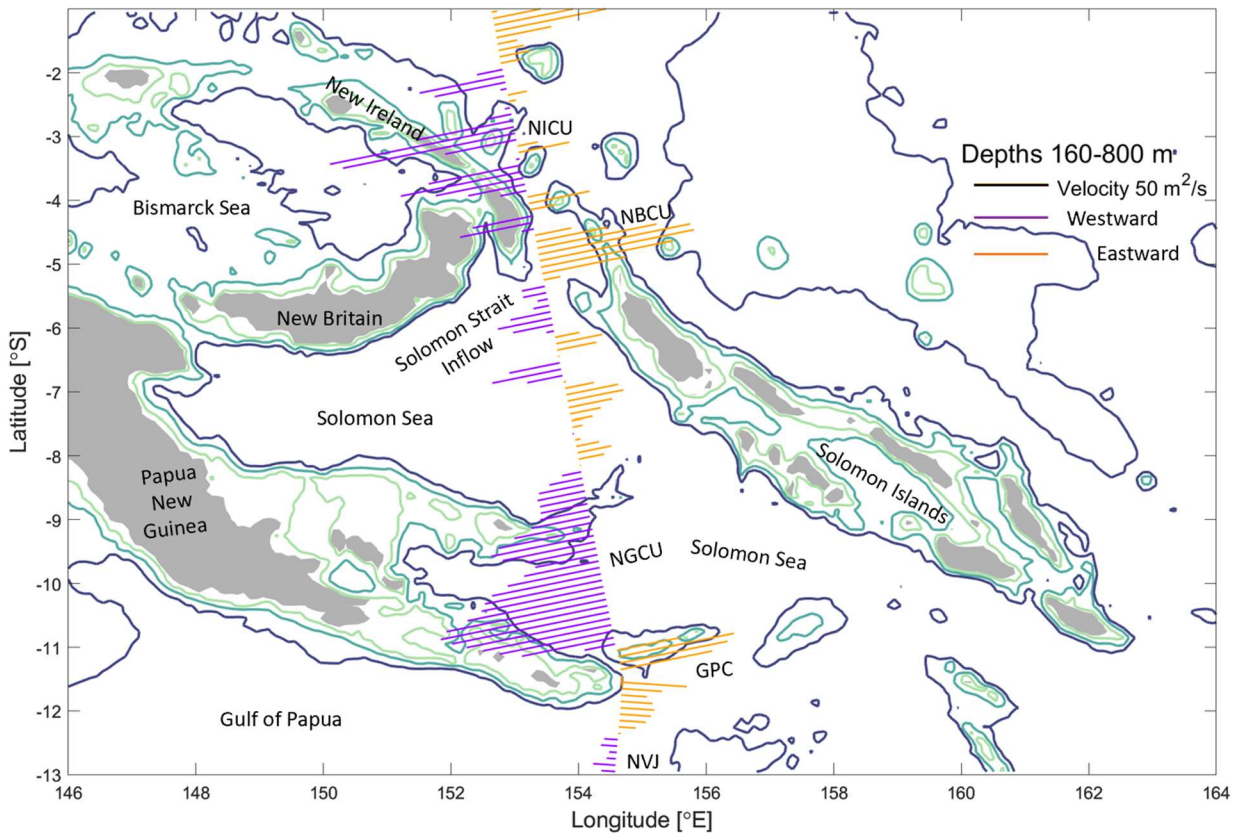 -2
-3
-4
-5
-6
-7
-8
-9
-10
-11
-12
-13
Latitude [°S]
146
148
150
152
154
156
158
160
162
164
Longitude [°E]
New Ireland
NICU
Depths 160-800 m
Velocity 50 m²/s
Westward
Eastward
Bismarck Sea
NBCU
New Britain
Solomon Strait
Inflow
Solomon Sea
Papua
New
Guinea
Solomon Islands
NGCU
Solomon Sea
GPC
Gulf of Papua
NVJ